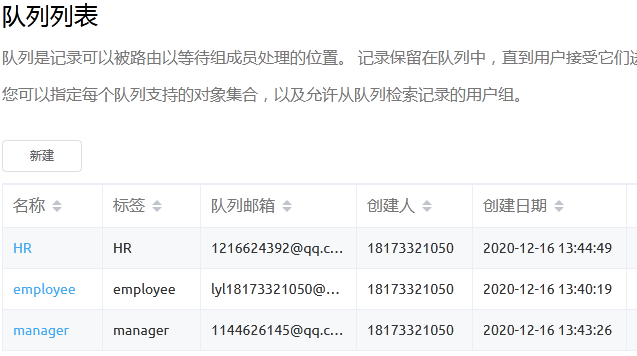 队列列表
队列是记录可以被路由以等待组成员处理的位置。 记录保留在队列中，直到用户接受它们
您可以指定每个队列支持的对象集合，以及允许从队列检索记录的用户组。
新建
名称 标签 队列邮箱 创建人 创建日期
HR HR 1216624392@qq.c... 18173321050 2020-12-16 13:44:49
employee employee lyl18173321050@... 18173321050 2020-12-16 13:40:19
manager manager 1144626145@qq.c... 18173321050 2020-12-16 13:43:26